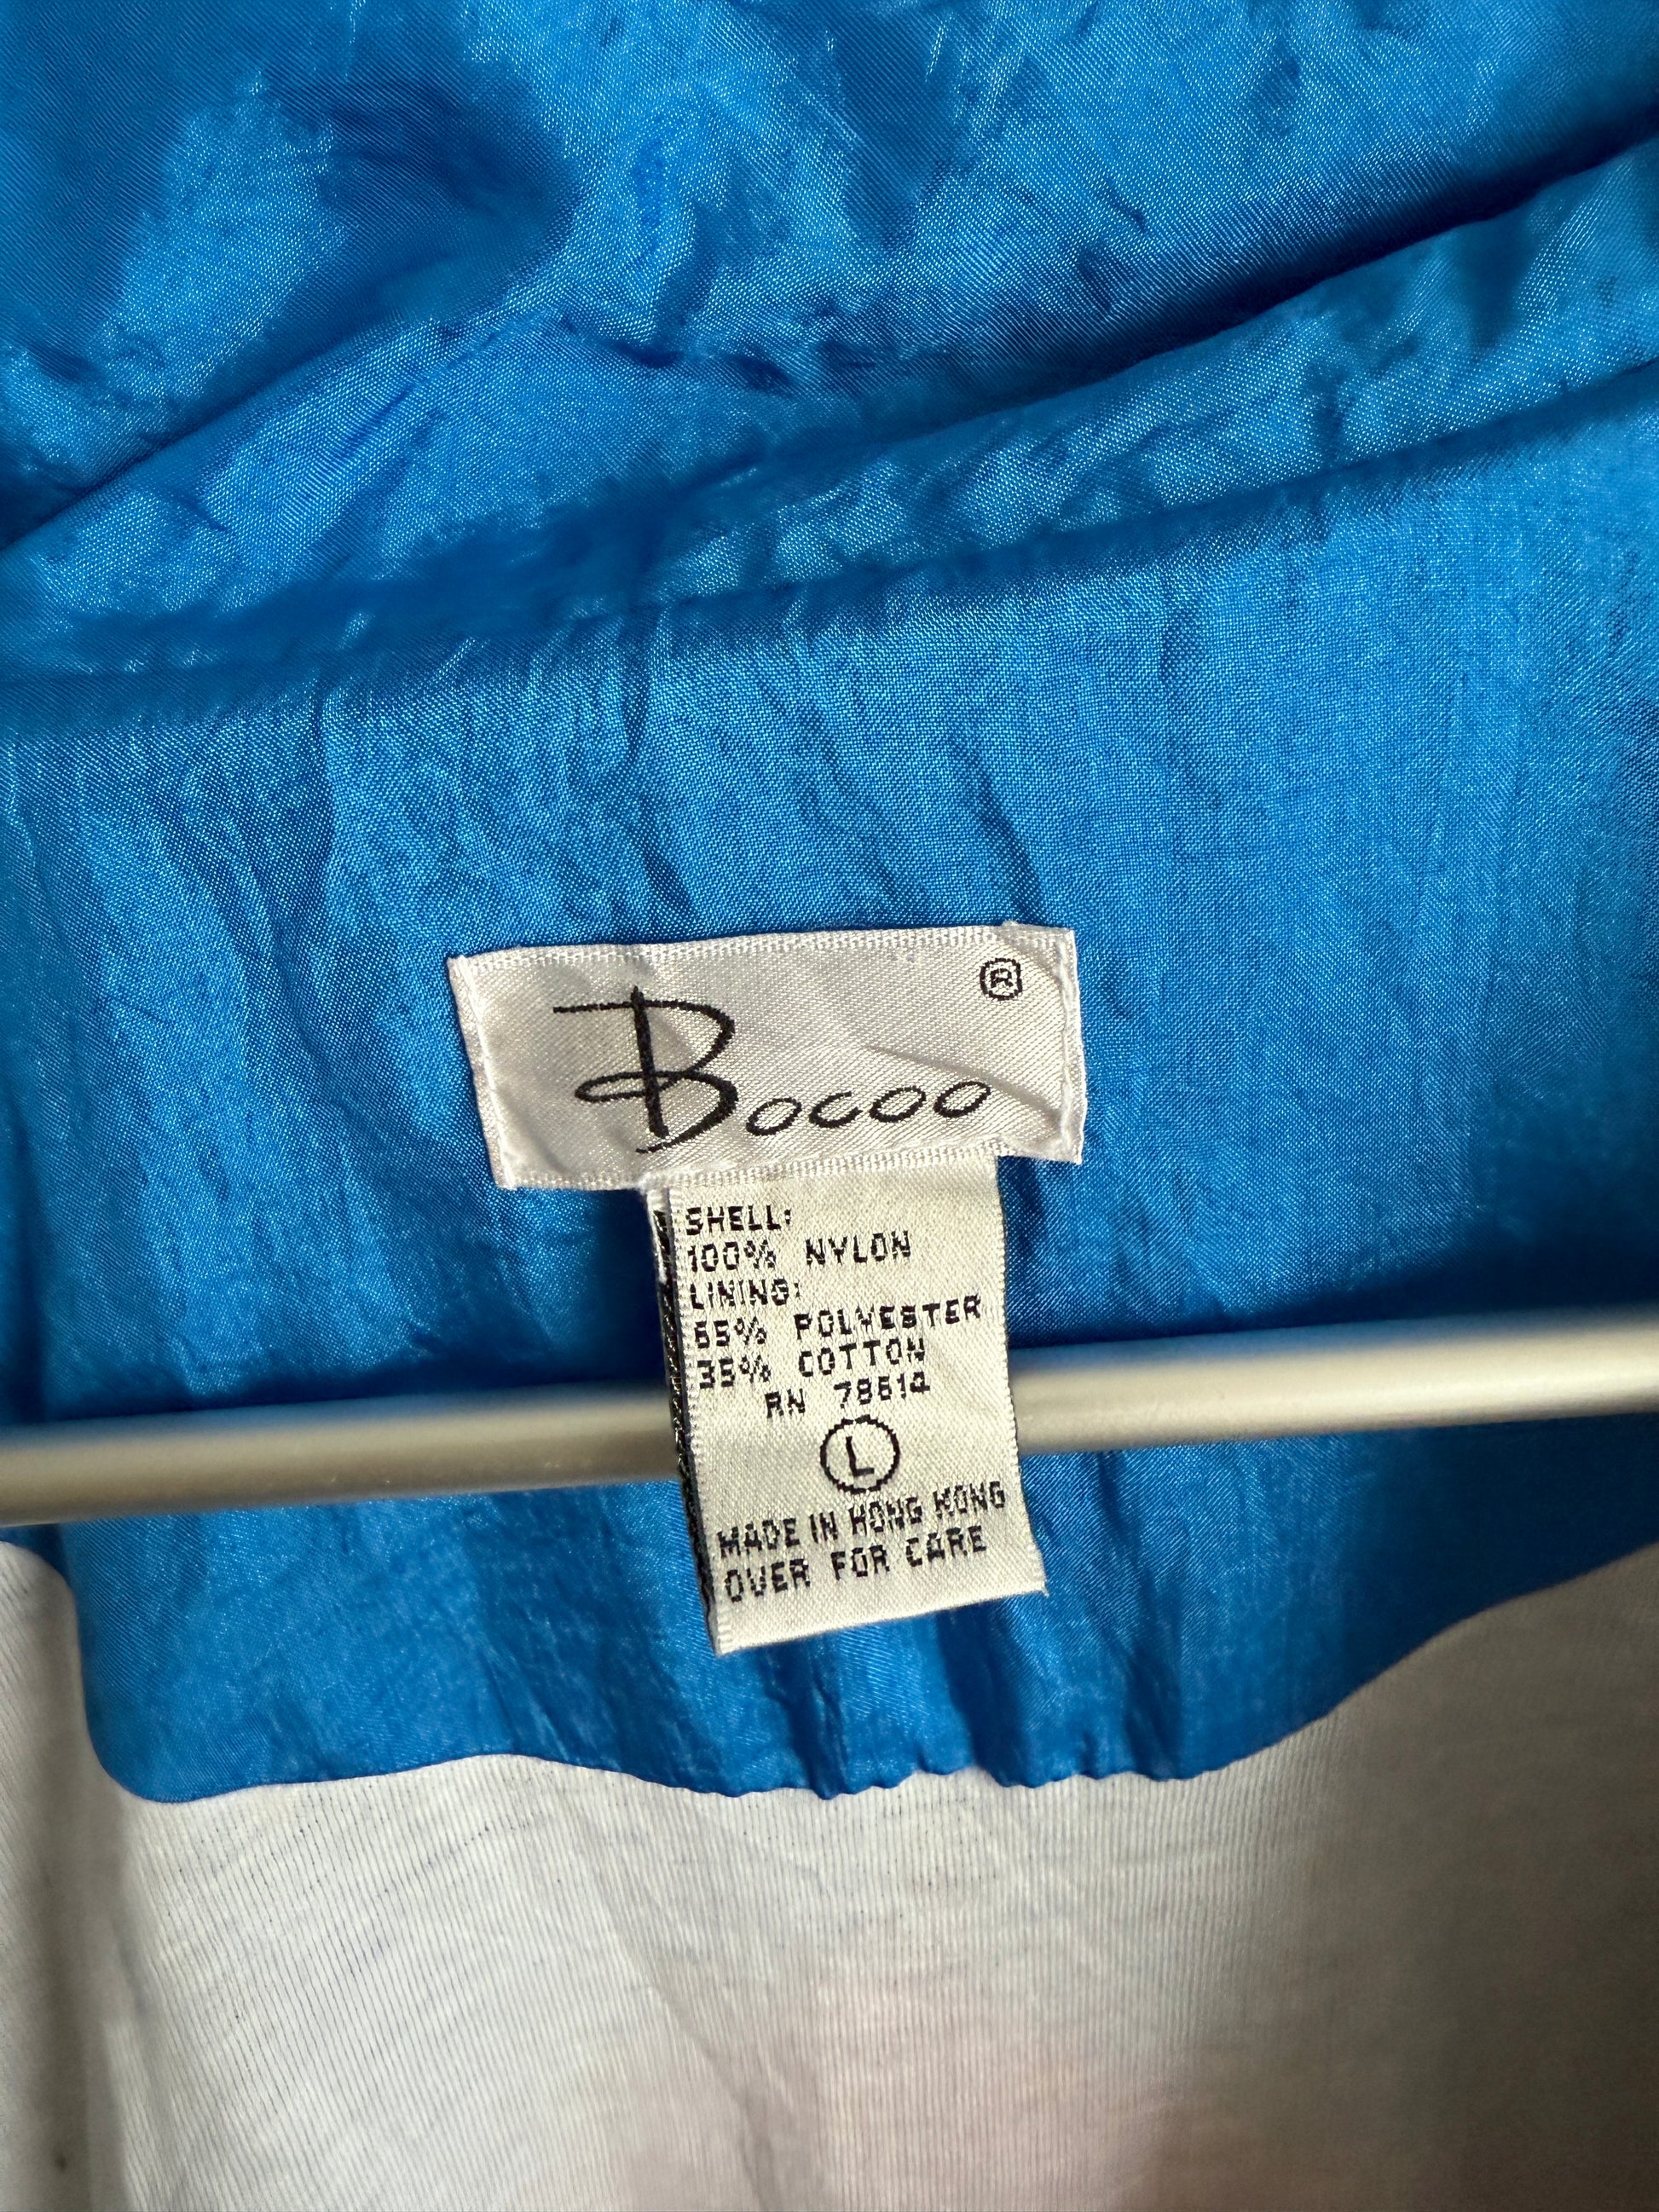 Bocoo ®
SHELL:
100% NYLON
LINING:
65% POLYESTER
35% COTTON
RN 78614
L
MADE IN HONG KONG
OVER FOR CARE